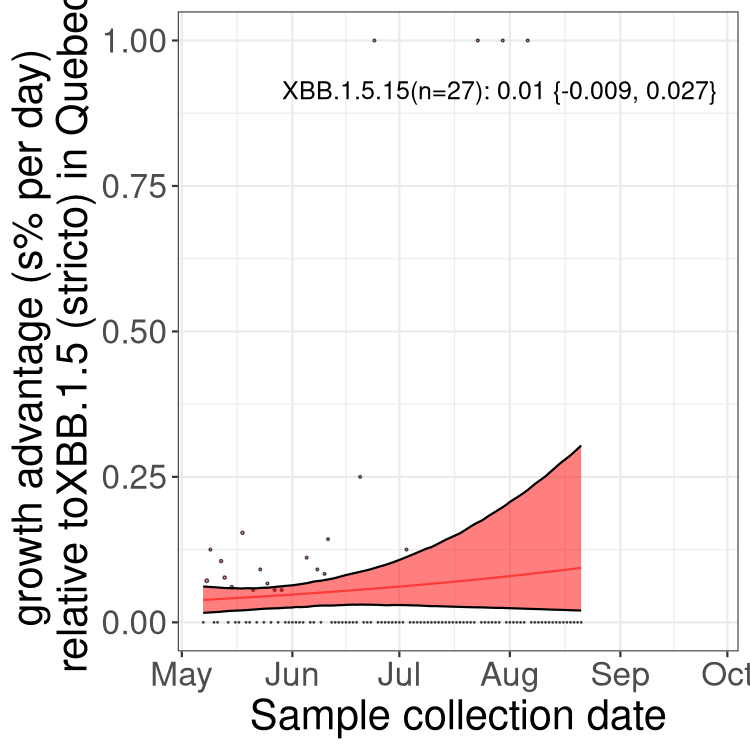 growth advantage (s% per day)
relative toXBB.1.5 (stricto) in Quebec
1.00
0.75
0.50
0.25
0.00
XBB.1.5.15(n=27): 0.01 {-0.009, 0.027}
May Jun Jul Aug Sep Oct
Sample collection date